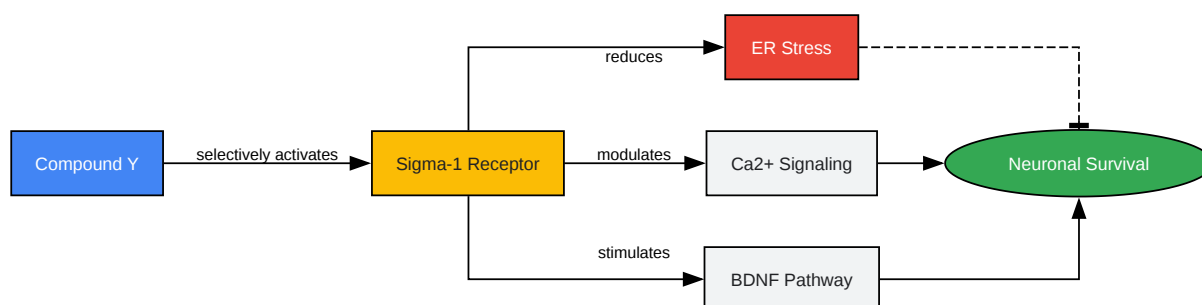 ER Stress
reduces
Compound Y
selectively activates
Sigma-1 Receptor
modulates
Ca2+ Signaling
Neuronal Survival
stimulates
BDNF Pathway